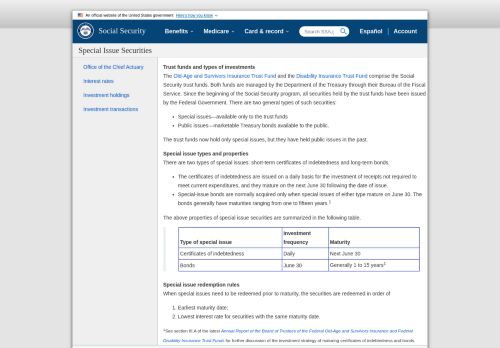 An official website of the United States government Here's how you know
Social Security
Benefits
Medicare
Card & record
Search SSA.g
Español
Account
Special Issue Securities
Office of the Chief Actuary
Interest rates
Investment holdings
Investment transactions
Trust funds and types of investments
The Old-Age and Survivors Insurance Trust Fund and the Disability Insurance Trust Fund comprise the Social
Security trust funds. Both funds are managed by the Department of the Treasury through their Bureau of the Fiscal
Service. Since the beginning of the Social Security program, all securities held by the trust funds have been issued
by the Federal Government. There are two general types of such securities:
• Special issues—available only to the trust funds
• Public issues—marketable Treasury bonds available to the public.
The trust funds now hold only special issues, but they have held public issues in the past.
Special issue types and properties
There are two types of special issues: short-term certificates of indebtedness and long-term bonds.
• The certificates of indebtedness are issued on a daily basis for the investment of receipts not required to
meet current expenditures, and they mature on the next June 30 following the date of issue.
• Special-issue bonds are normally acquired only when special issues of either type mature on June 30. The
bonds generally have maturities ranging from one to fifteen years.1
The above properties of special issue securities are summarized in the following table.
Type of special issue
Investment
frequency
Maturity
Certificates of indebtedness
Daily
Next June 30
Bonds
June 30
Generally 1 to 15 years1
Special issue redemption rules
When special issues need to be redeemed prior to maturity, the securities are redeemed in order of
1. Earliest maturity date;
2. Lowest interest rate for securities with the same maturity date.
1See section III.A of the latest Annual Report of the Board of Trustees of the Federal Old-Age and Survivors Insurance and Federal
Disability Insurance Trust Funds for further discussion of the investment strategy of maturing certificates of indebtedness and bonds.